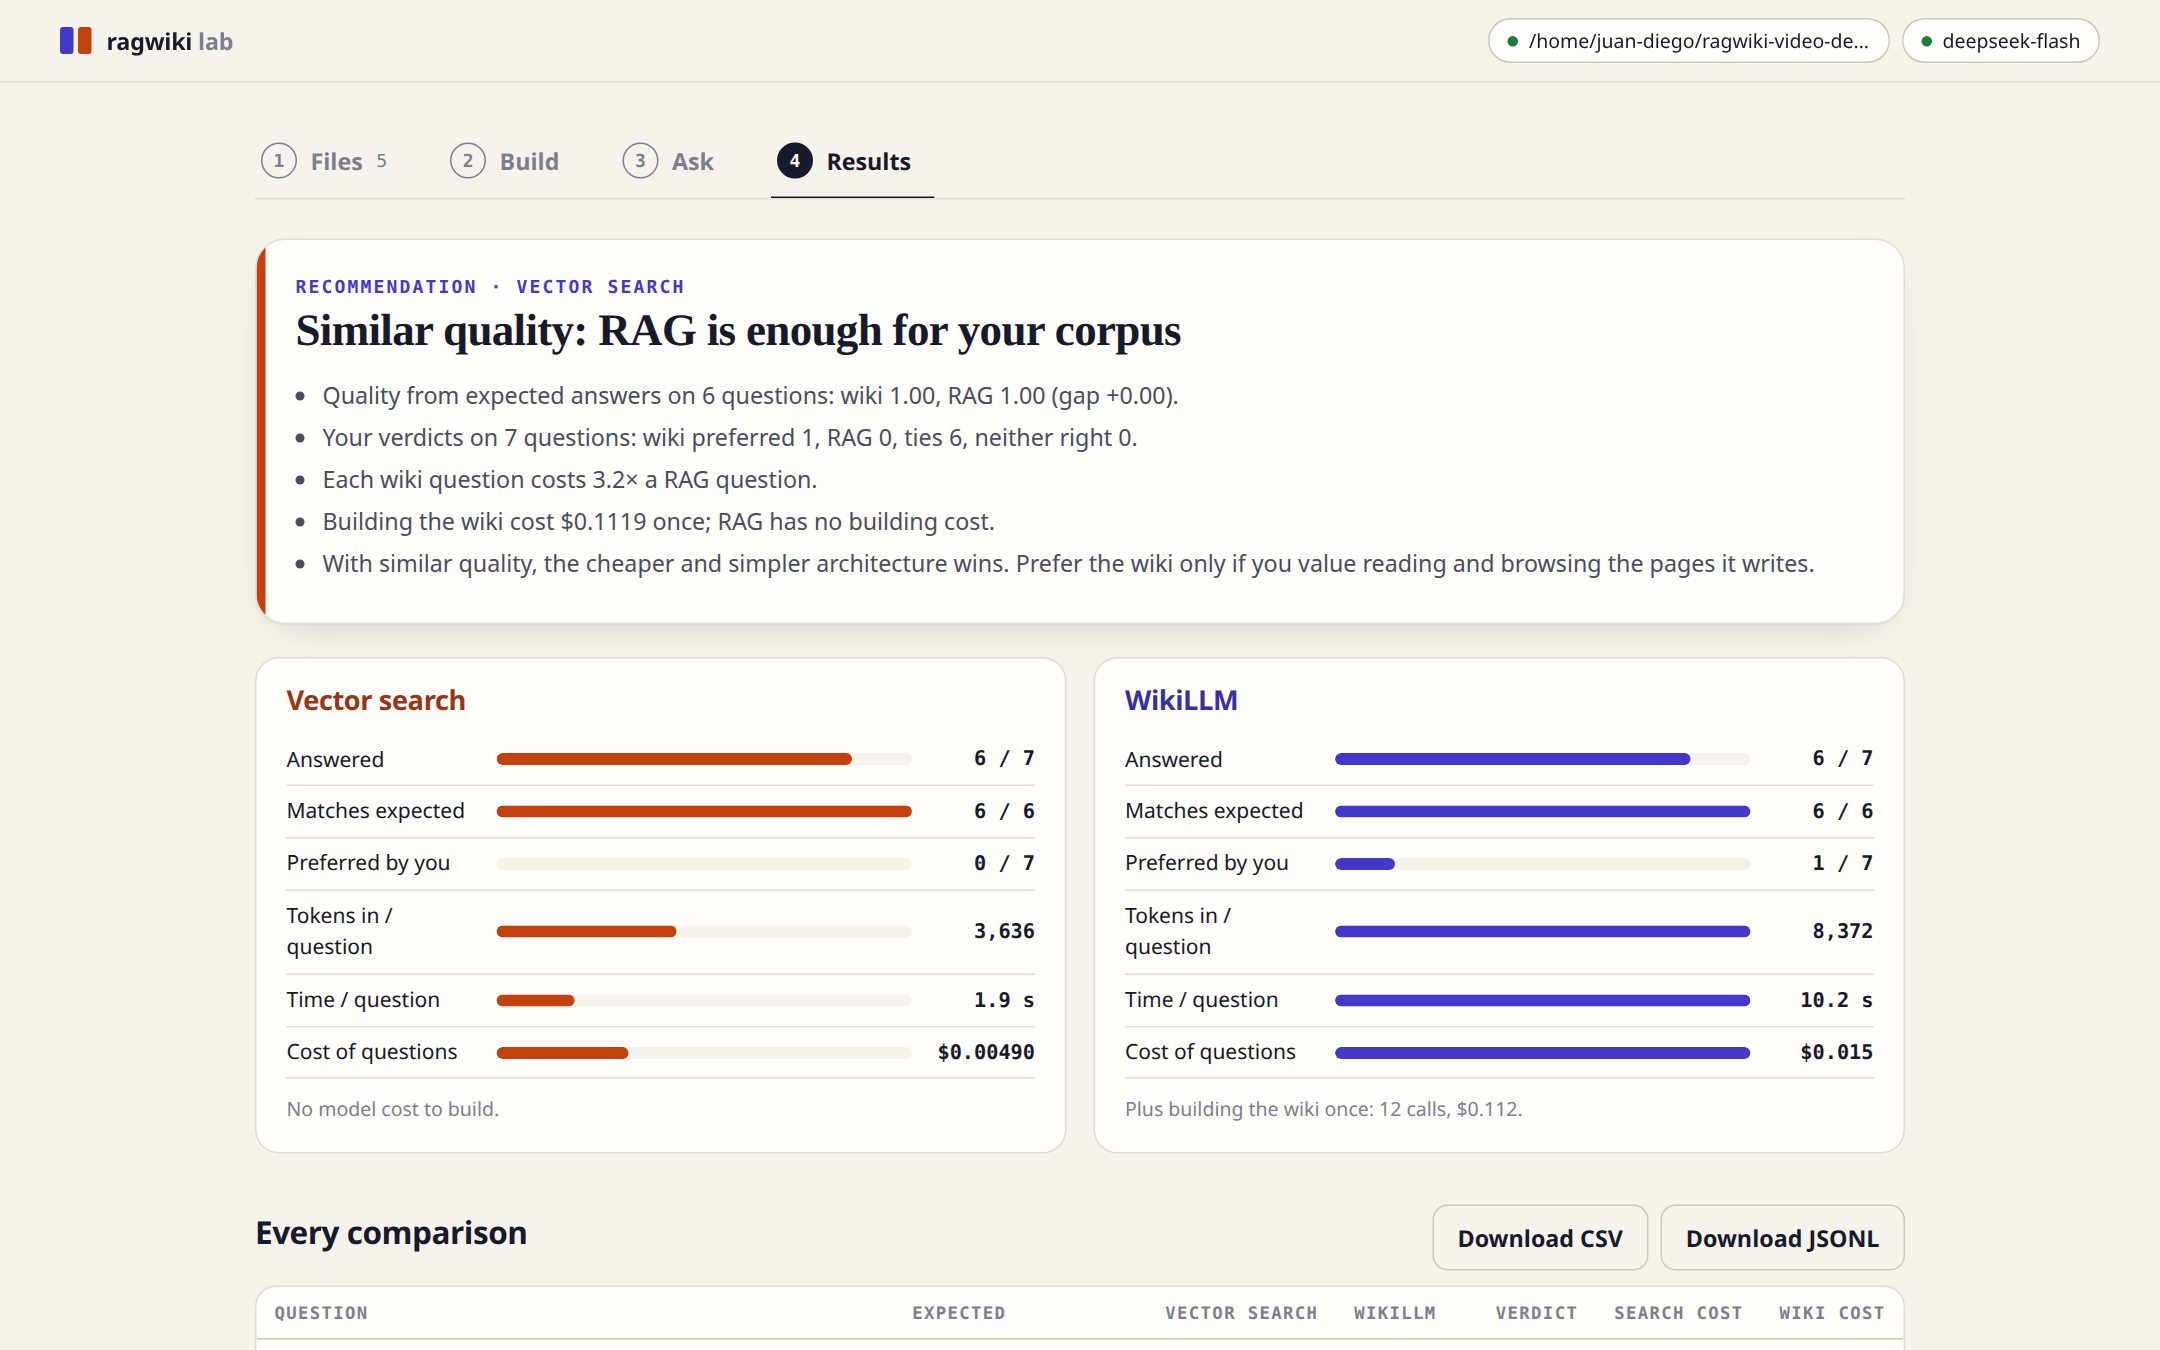 ragwiki lab
/home/juan-diego/ragwiki-video-de...
deepseek-flash
1 Files 5
2 Build
3 Ask
4 Results
RECOMMENDATION · VECTOR SEARCH
Similar quality: RAG is enough for your corpus
• Quality from expected answers on 6 questions: wiki 1.00, RAG 1.00 (gap +0.00).
• Your verdicts on 7 questions: wiki preferred 1, RAG 0, ties 6, neither right 0.
• Each wiki question costs 3.2× a RAG question.
• Building the wiki cost $0.1119 once; RAG has no building cost.
• With similar quality, the cheaper and simpler architecture wins. Prefer the wiki only if you value reading and browsing the pages it writes.
Vector search
Answered 6 / 7
Matches expected 6 / 6
Preferred by you 0 / 7
Tokens in /
question 3,636
Time / question 1.9 s
Cost of questions $0.00490
No model cost to build.
WikiLLM
Answered 6 / 7
Matches expected 6 / 6
Preferred by you 1 / 7
Tokens in /
question 8,372
Time / question 10.2 s
Cost of questions $0.015
Plus building the wiki once: 12 calls, $0.112.
Every comparison
Download CSV
Download JSONL
QUESTION EXPECTED VECTOR SEARCH WIKILLM VERDICT SEARCH COST WIKI COST